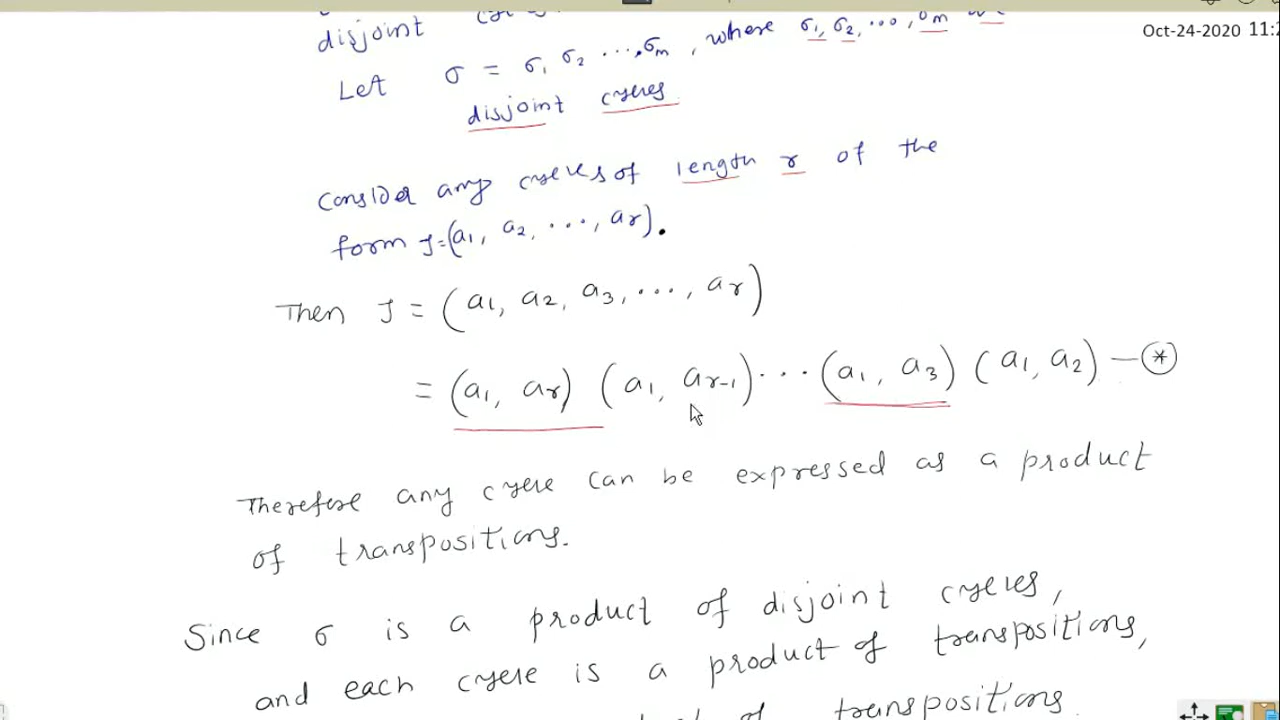 Oct-24-2020 11:2
disjoint
Let σ = σ₁ σ₂ ..., σₘ, where σ₁, σ₂, ..., σₘ
disjoint cycles
Consider any cycles of length r of the
form J=(a₁, a₂, ..., aᵣ).
Then J = (a₁, a₂, a₃, ..., aᵣ)
= (a₁, aᵣ) (a₁, aᵣ₋₁) ... (a₁, a₃) (a₁, a₂) — ⊛
Therefore any cycle can be expressed as a product
of transpositions.
Since σ is a product of disjoint cycles,
and each cycle is a product of transpositions,
of transpositions